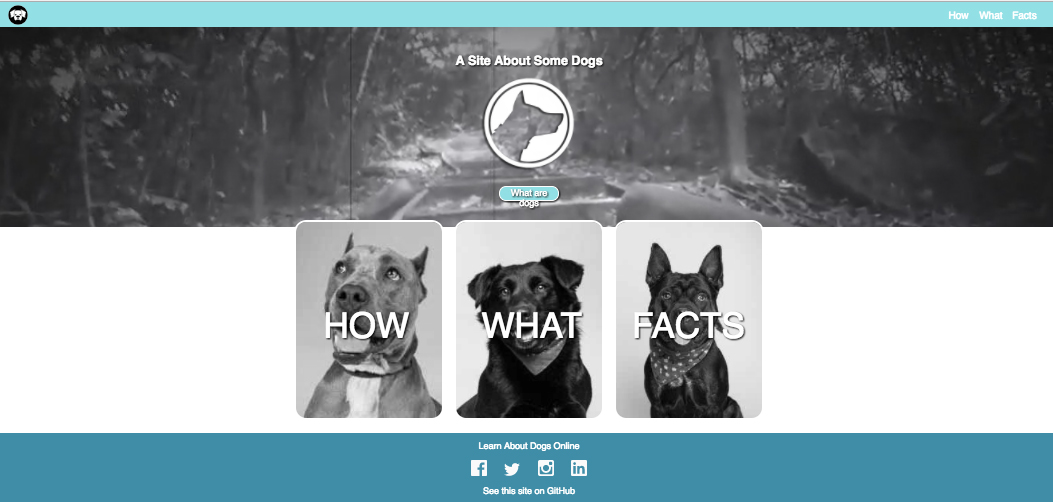 How What Facts
A Site About Some Dogs
What are
dogs
HOW WHAT FACTS
Learn About Dogs Online
See this site on GitHub